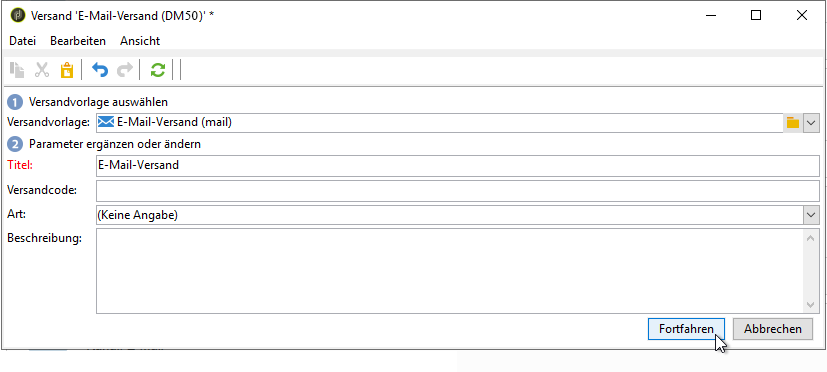 Versand 'E-Mail-Versand (DM50)' *
Datei Bearbeiten Ansicht
1 Versandvorlage auswählen
Versandvorlage: E-Mail-Versand (mail)
2 Parameter ergänzen oder ändern
Titel: E-Mail-Versand
Versandcode:
Art: (Keine Angabe)
Beschreibung:
Fortfahren Abbrechen